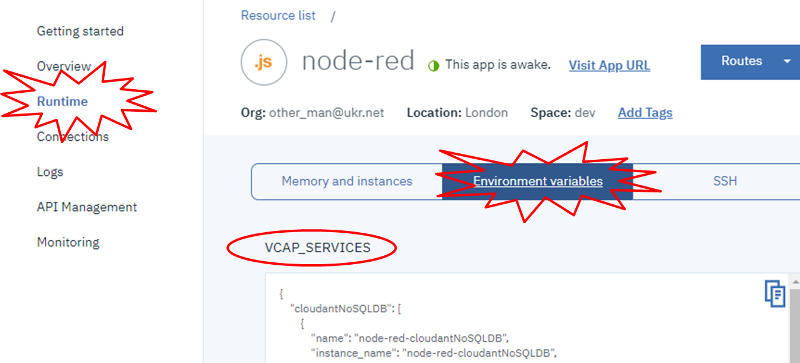 Getting started
Overview
Runtime
Connections
Logs
API Management
Monitoring
Resource list /
.js
node-red
This app is awake.
Visit App URL
Routes
Org: other_man@ukr.net Location: London Space: dev Add Tags
Memory and instances
Environment variables
SSH
VCAP_SERVICES
{
"cloudantNoSQLDB": [
{
"name": "node-red-cloudantNoSQLDB",
"instance_name": "node-red-cloudantNoSQLDB",